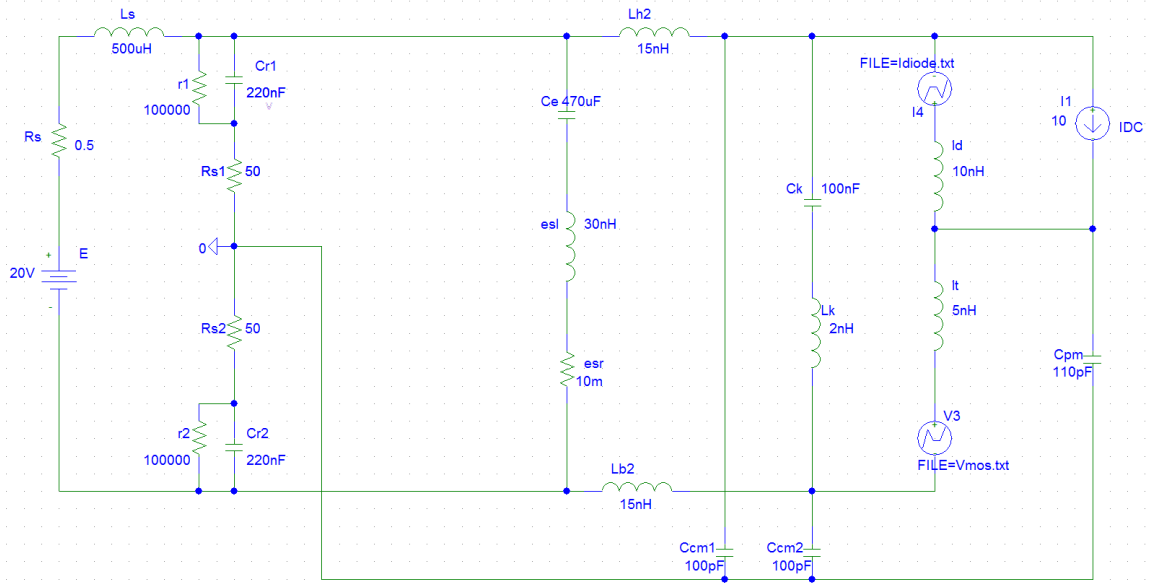 Ls
500uH
Lh2
15nH
FILE=Idiode.txt
I4
Cr1
220nF
r1
100000
Ce 470uF
I1
10
IDC
Rs
0.5
ld
10nH
Rs1 50
Ck 100nF
esl 30nH
0
E
20V
+
-
lt
5nH
Lk
2nH
Rs2 50
esr
10m
Cpm
110pF
V3
FILE=Vmos.txt
r2
100000
Cr2
220nF
Lb2
15nH
Ccm1
100pF
Ccm2
100pF